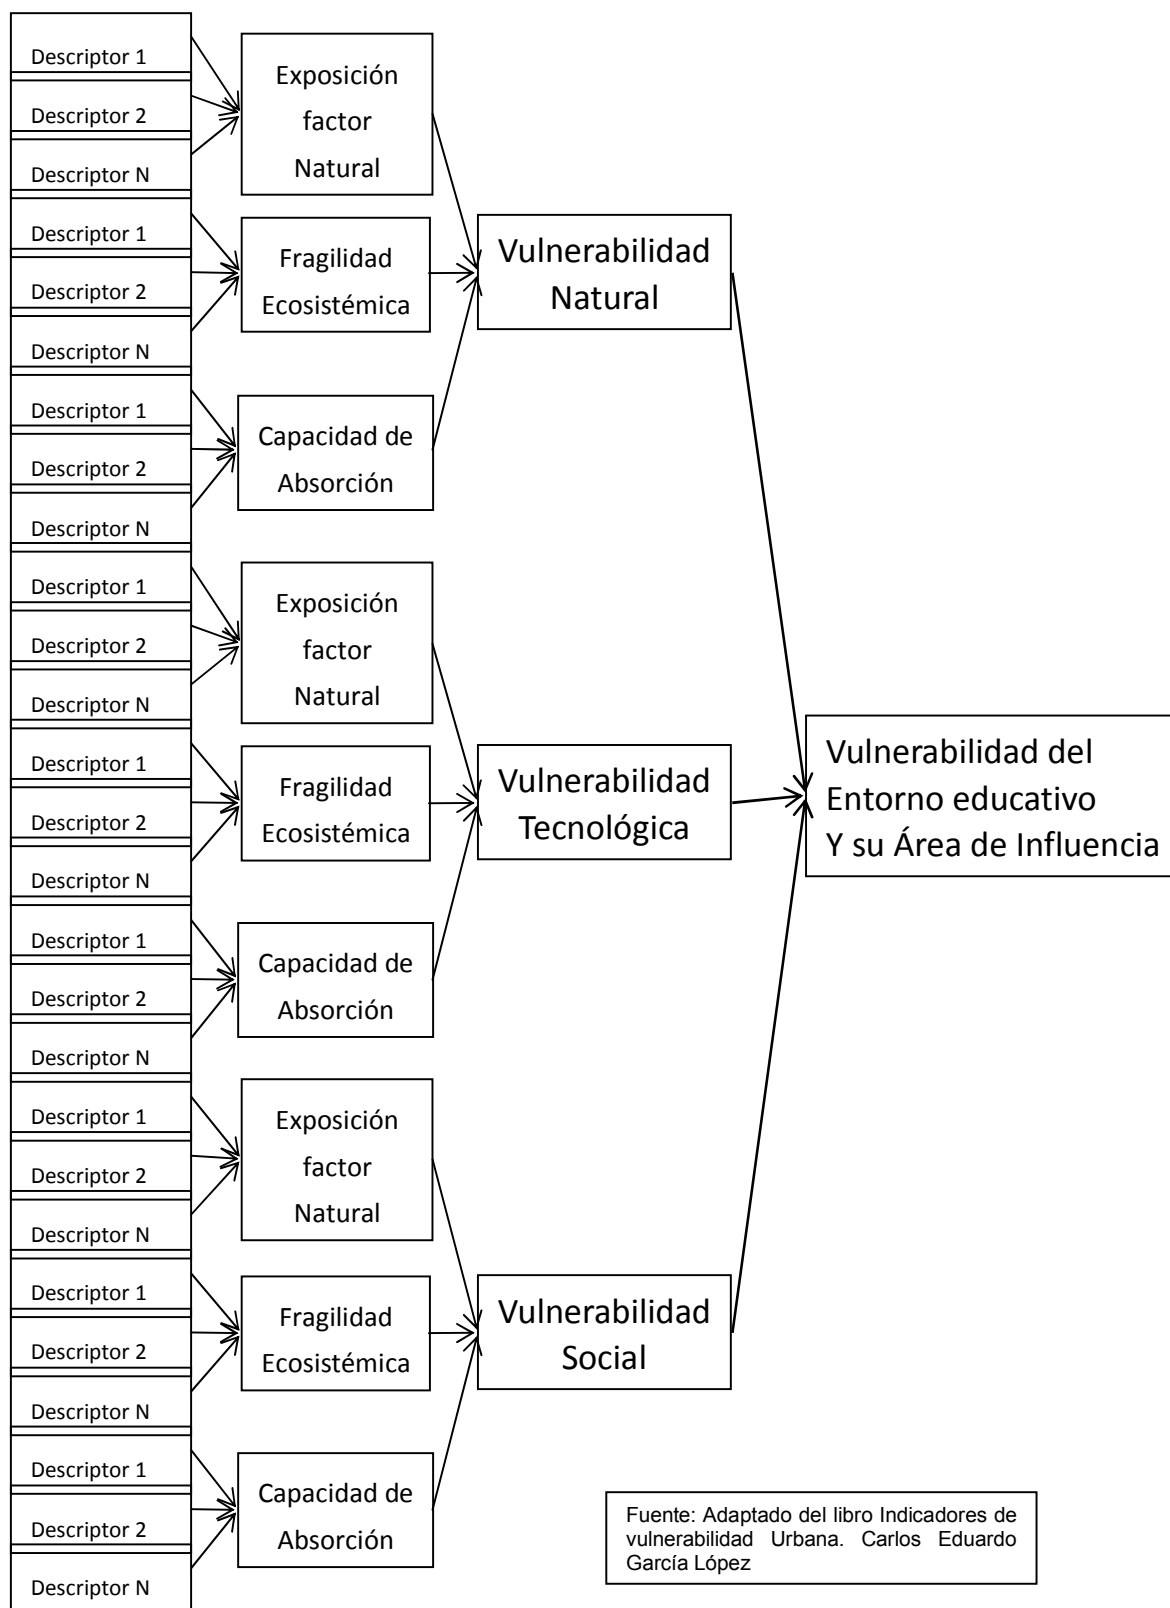 Descriptor 1
Descriptor 2
Descriptor N
Exposición
factor
Natural
Descriptor 1
Descriptor 2
Descriptor N
Fragilidad
Ecosistémica
Descriptor 1
Descriptor 2
Descriptor N
Capacidad de
Absorción
Vulnerabilidad
Natural
Descriptor 1
Descriptor 2
Descriptor N
Exposición
factor
Natural
Descriptor 1
Descriptor 2
Descriptor N
Fragilidad
Ecosistémica
Descriptor 1
Descriptor 2
Descriptor N
Capacidad de
Absorción
Vulnerabilidad
Tecnológica
Descriptor 1
Descriptor 2
Descriptor N
Exposición
factor
Natural
Descriptor 1
Descriptor 2
Descriptor N
Fragilidad
Ecosistémica
Descriptor 1
Descriptor 2
Descriptor N
Capacidad de
Absorción
Vulnerabilidad
Social
Vulnerabilidad del
Entorno educativo
Y su Área de Influencia
Fuente: Adaptado del libro Indicadores de
vulnerabilidad Urbana. Carlos Eduardo
García López